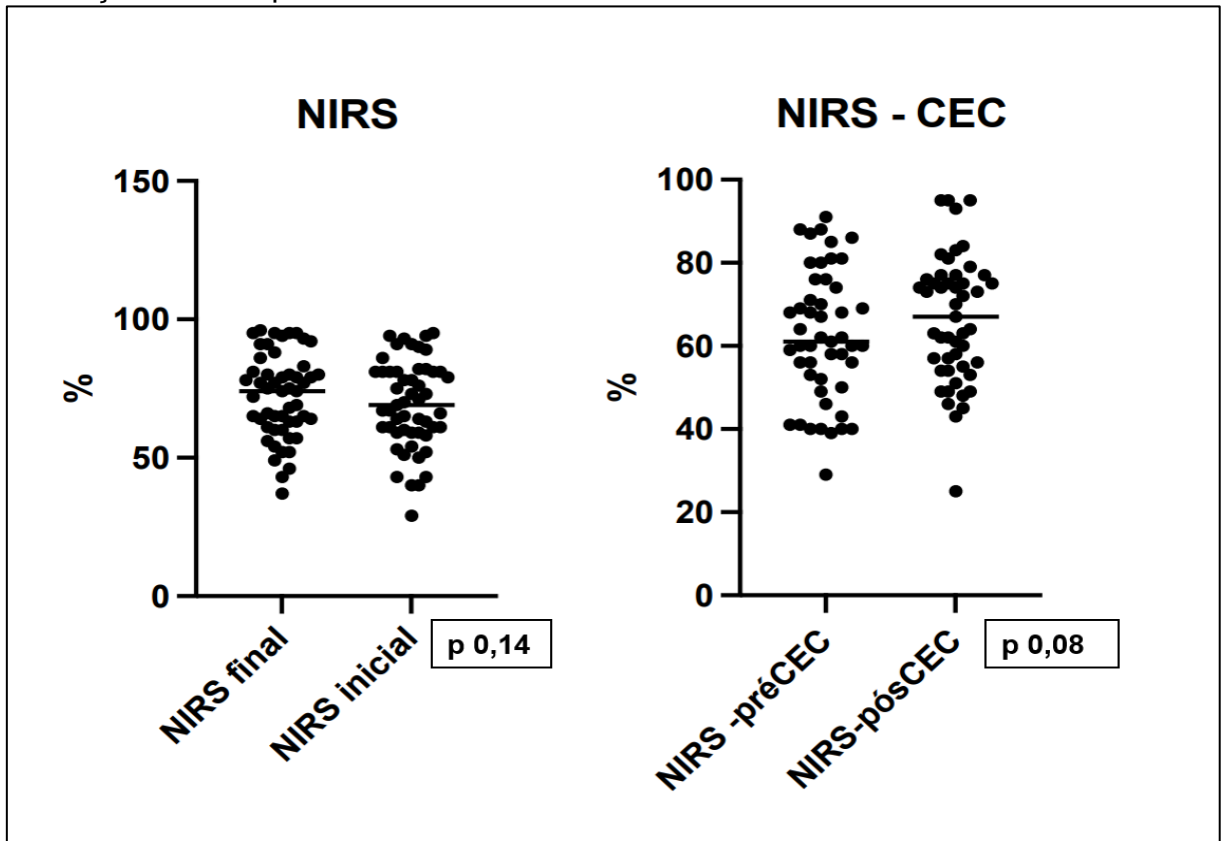 NIRS
150
100
50
0
%
NIRS final
NIRS inicial
p 0,14
NIRS - CEC
100
80
60
40
20
0
%
NIRS -préCEC
NIRS-pósCEC
p 0,08